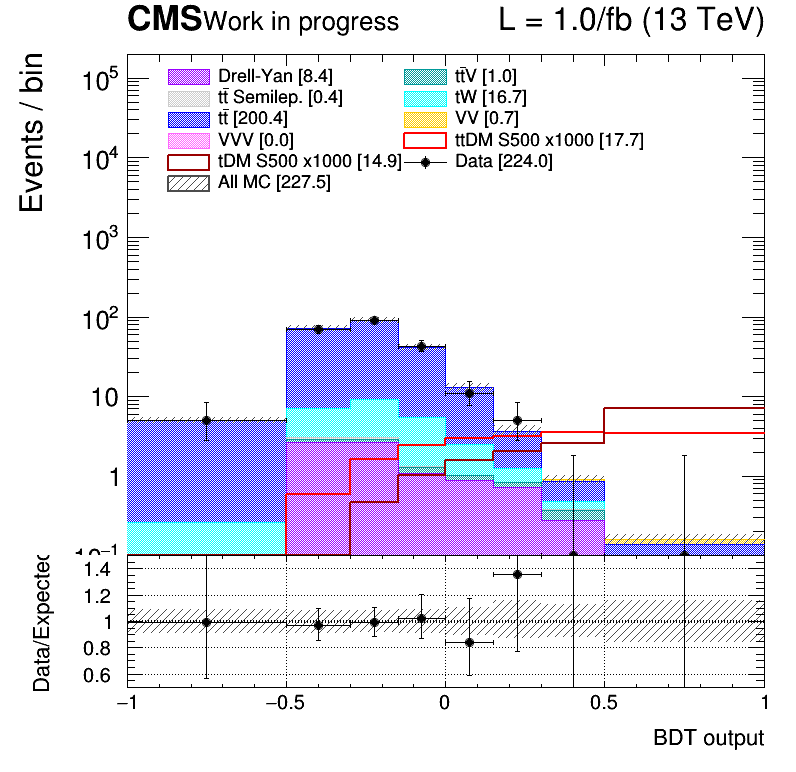 CMS Work in progress L = 1.0/fb (13 TeV)
Events / bin
10⁵
10⁴
10³
10²
10
1
10⁻¹
Drell-Yan [8.4] tt̄V [1.0]
tt̄ Semilep. [0.4] tW [16.7]
tt̄ [200.4] VV [0.7]
VVV [0.0] ttDM S500 x1000 [17.7]
tDM S500 x1000 [14.9] Data [224.0]
All MC [227.5]
Data/Expected
1.4
1.2
1
0.8
0.6
−1 −0.5 0 0.5 1
BDT output